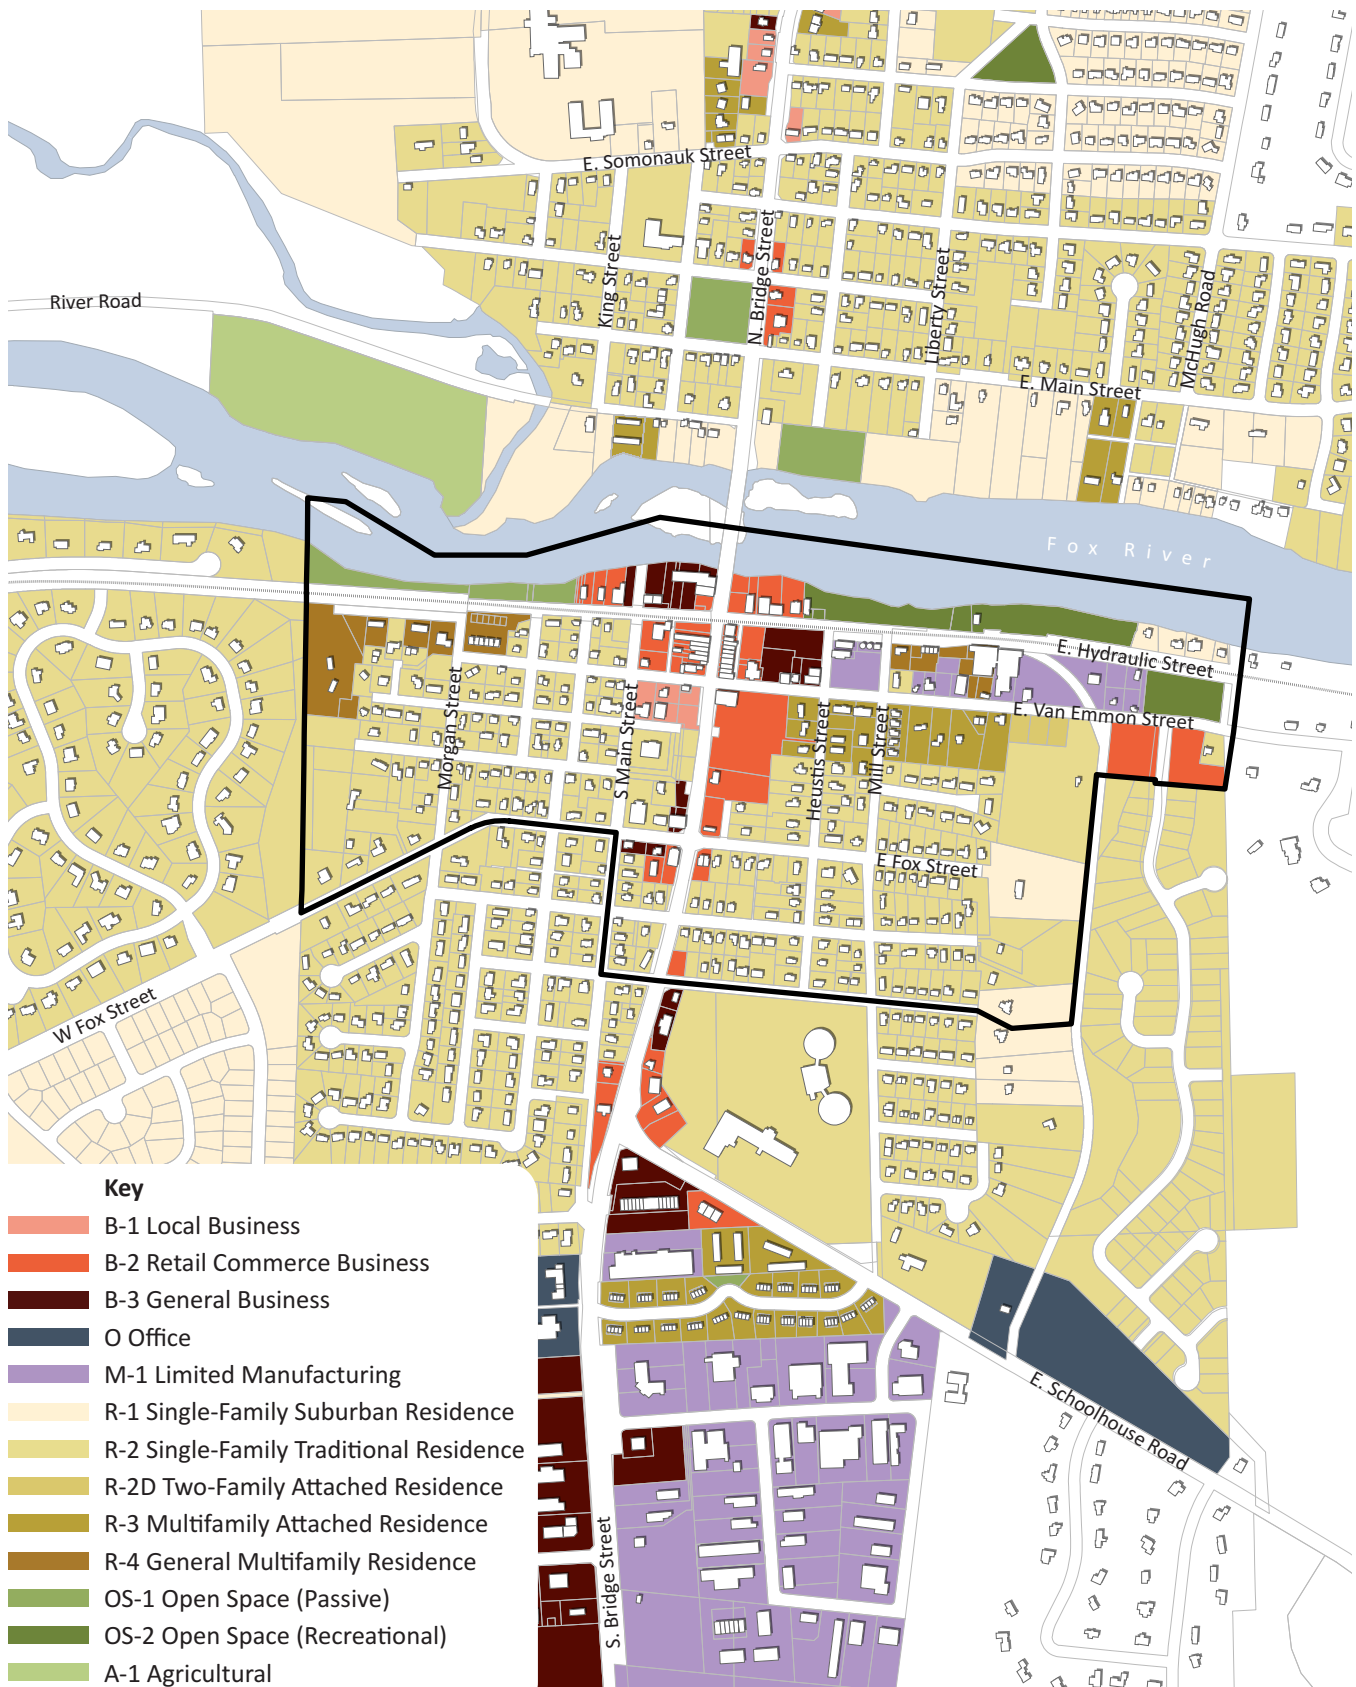 E. Somonauk Street
N. Bridge Street
King Street
Liberty Street
McHugh Road
River Road
E. Main Street
Fox River
E. Hydraulic Street
E. Van Emmon Street
Morgan Street
S Main Street
Heustis Street
Mill Street
E Fox Street
W Fox Street
E. Schoolhouse Road
S. Bridge Street
Key
B-1 Local Business
B-2 Retail Commerce Business
B-3 General Business
O Office
M-1 Limited Manufacturing
R-1 Single-Family Suburban Residence
R-2 Single-Family Traditional Residence
R-2D Two-Family Attached Residence
R-3 Multifamily Attached Residence
R-4 General Multifamily Residence
OS-1 Open Space (Passive)
OS-2 Open Space (Recreational)
A-1 Agricultural